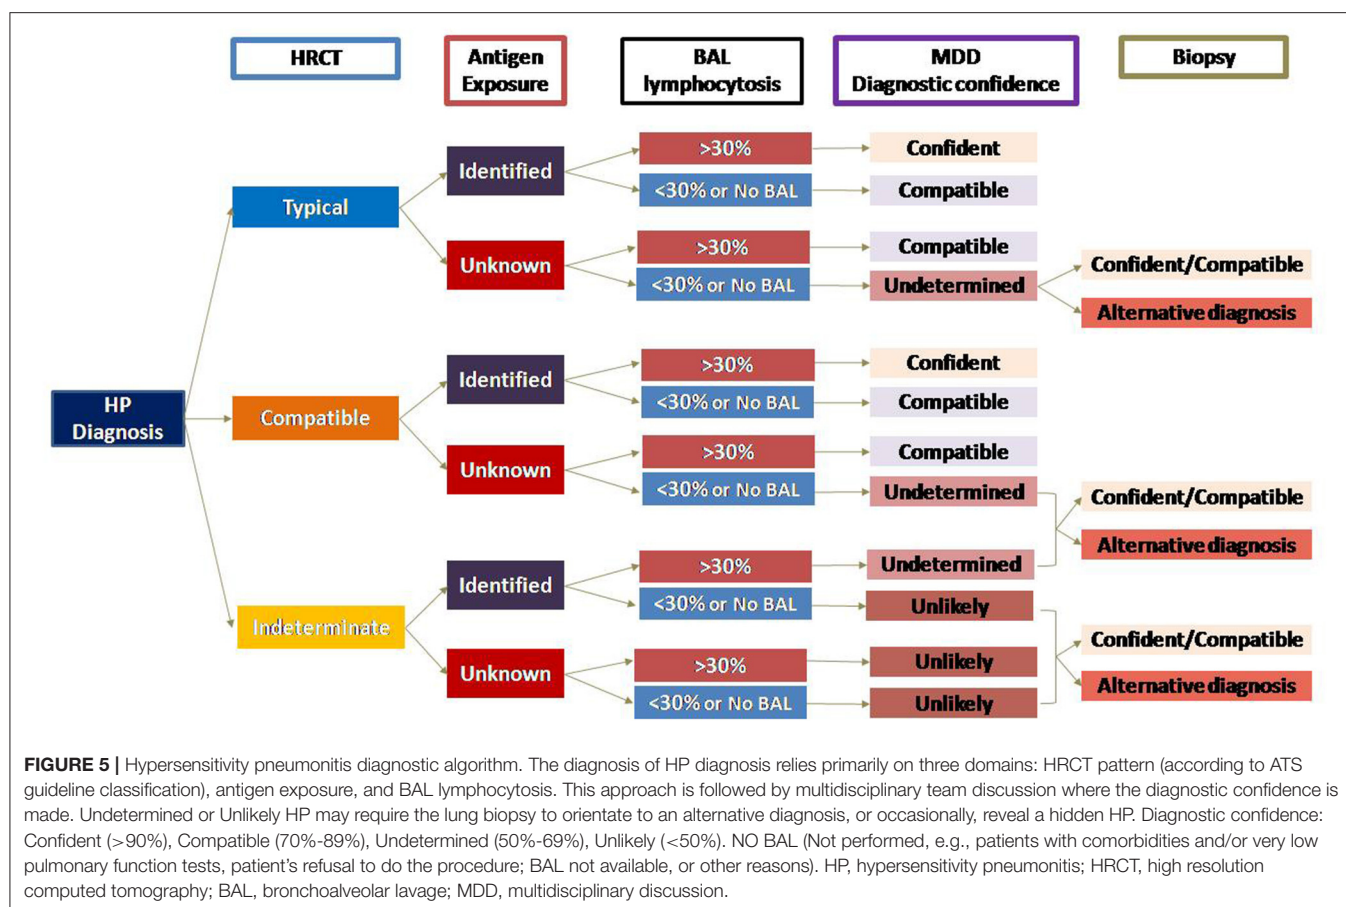 HRCT
Antigen
Exposure
BAL
lymphocytosis
MDD
Diagnostic confidence
Biopsy
HP
Diagnosis
Typical
Identified
>30%
Confident
<30% or No BAL
Compatible
Unknown
>30%
Compatible
<30% or No BAL
Undetermined
Confident/Compatible
Alternative diagnosis
Compatible
Identified
>30%
Confident
<30% or No BAL
Compatible
Unknown
>30%
Compatible
<30% or No BAL
Undetermined
Confident/Compatible
Alternative diagnosis
Indeterminate
Identified
>30%
Undetermined
<30% or No BAL
Unlikely
Unknown
>30%
Unlikely
<30% or No BAL
Unlikely
Confident/Compatible
Alternative diagnosis
FIGURE 5 | Hypersensitivity pneumonitis diagnostic algorithm. The diagnosis of HP diagnosis relies primarily on three domains: HRCT pattern (according to ATS
guideline classification), antigen exposure, and BAL lymphocytosis. This approach is followed by multidisciplinary team discussion where the diagnostic confidence is
made. Undetermined or Unlikely HP may require the lung biopsy to orientate to an alternative diagnosis, or occasionally, reveal a hidden HP. Diagnostic confidence:
Confident (>90%), Compatible (70%-89%), Undetermined (50%-69%), Unlikely (<50%). NO BAL (Not performed, e.g., patients with comorbidities and/or very low
pulmonary function tests, patient's refusal to do the procedure; BAL not available, or other reasons). HP, hypersensitivity pneumonitis; HRCT, high resolution
computed tomography; BAL, bronchoalveolar lavage; MDD, multidisciplinary discussion.